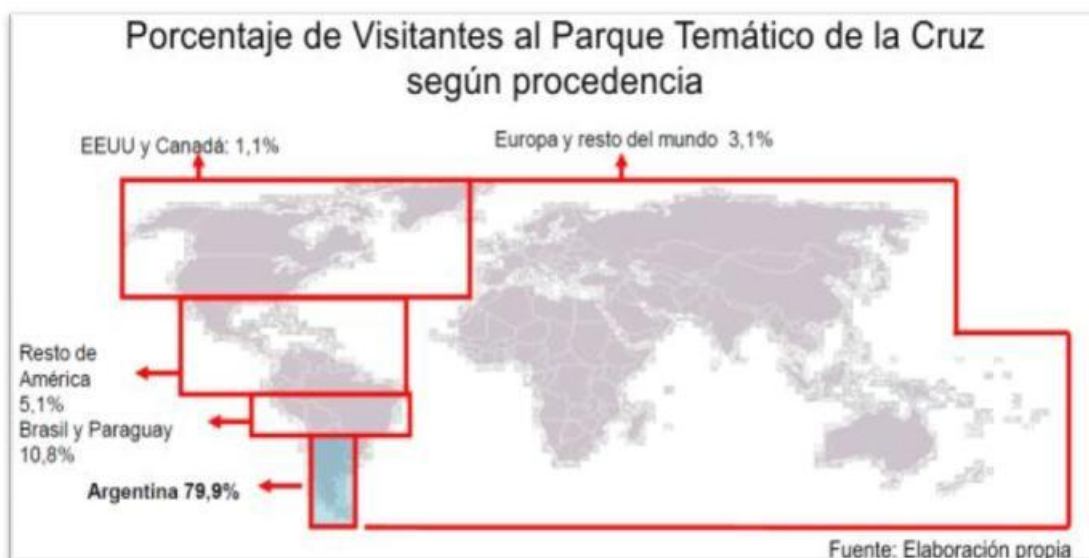 Porcentaje de Visitantes al Parque Temático de la Cruz
según procedencia
EEUU y Canadá: 1,1%
Europa y resto del mundo 3,1%
Resto de
América
5,1%
Brasil y Paraguay
10,8%
Argentina 79,9%
Fuente: Elaboración propia